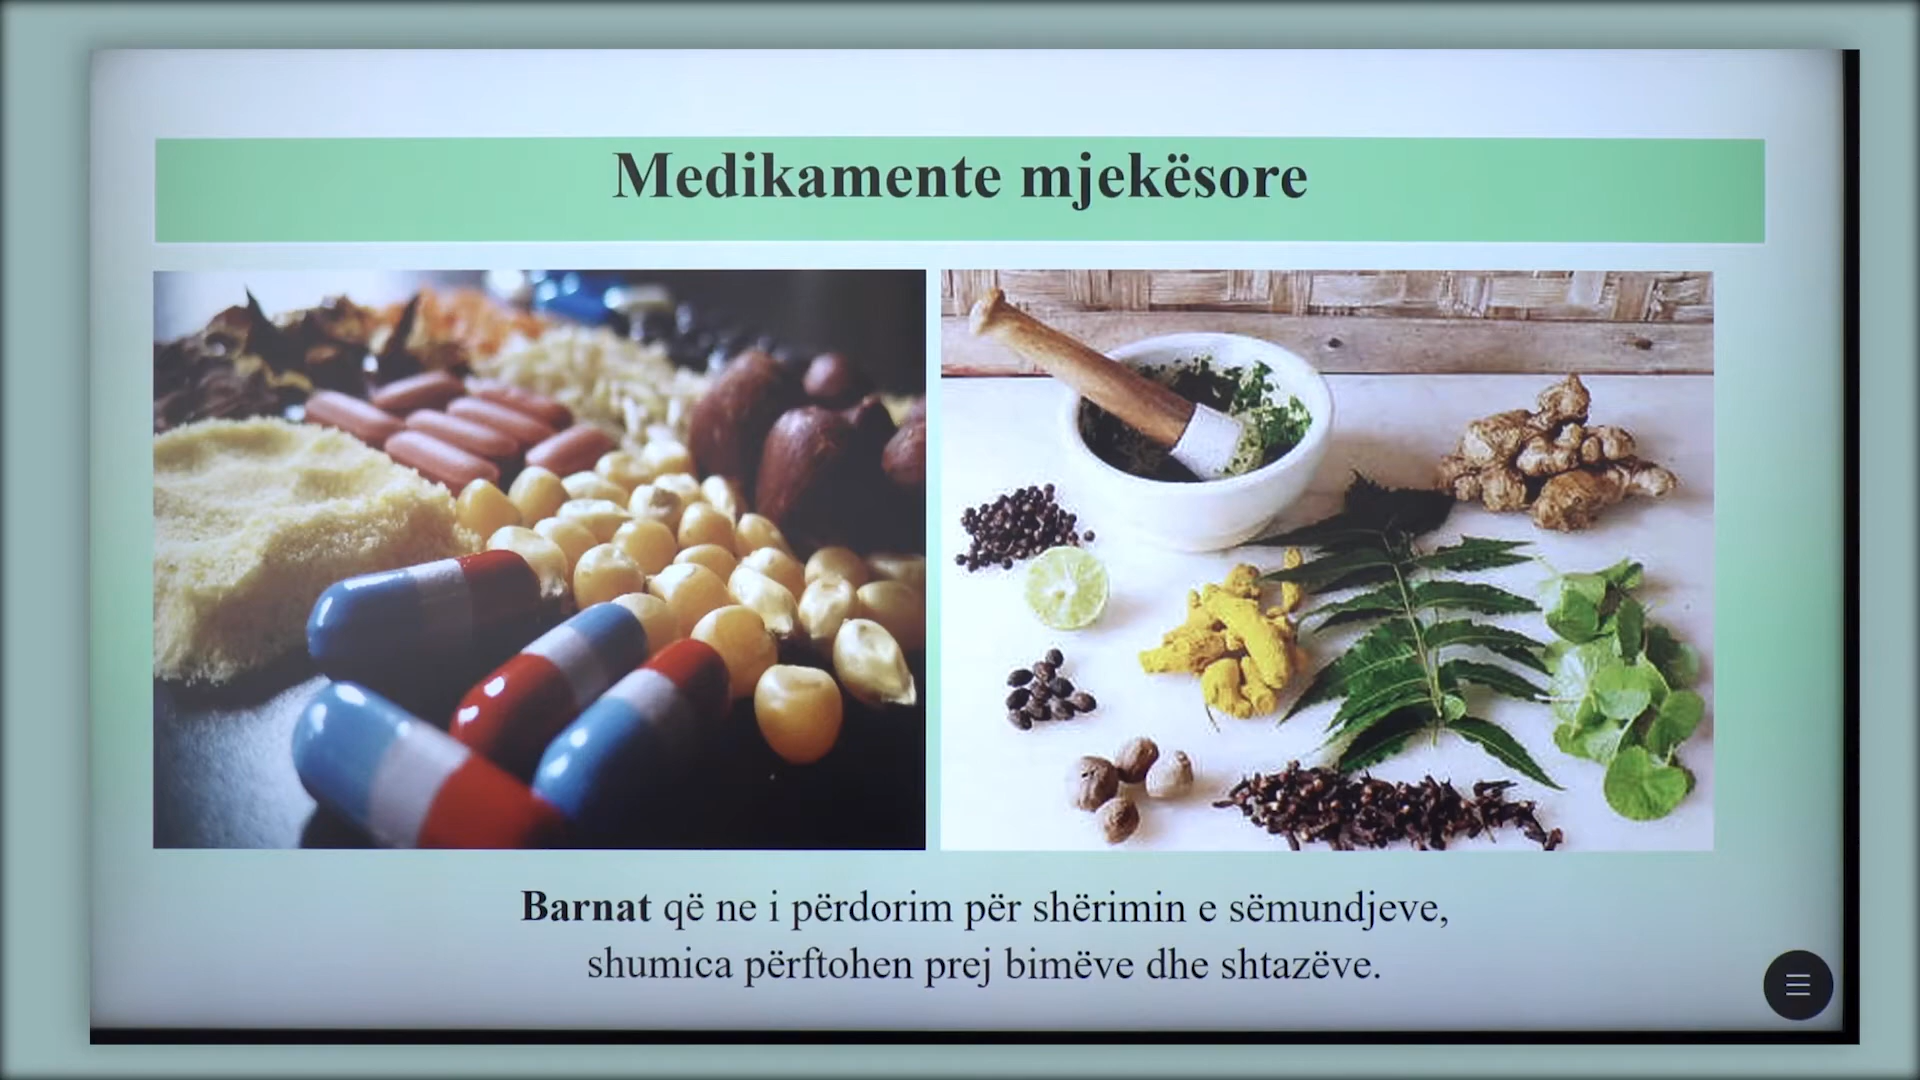 Medikamente mjekësore
Barnat që ne i përdorim për shërimin e sëmundjeve,
shumica përftohen prej bimëve dhe shtazëve.